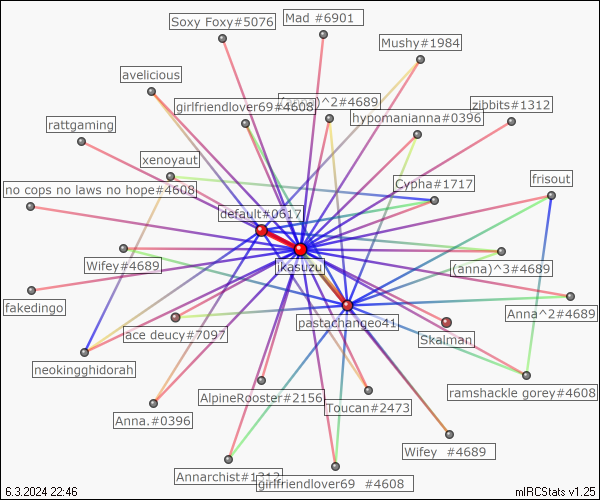 Soxy Foxy#5076
Mad #6901
Mushy#1984
avelicious
girlfriendlover69#4608
)^2#4689
zibbits#1312
hypomanianna#0396
rattgaming
xenoyaut
no cops no laws no hope#4608
Cypha#1717
frisout
default#0617
ikasuzu
Wifey#4689
(anna)^3#4689
fakedingo
pastachange041
Anna^2#4689
ace deucy#7097
Skalman
neokingghidorah
AlpineRooster#2156
Toucan#2473
ramshackle gorey#4608
Anna.#0396
Wifey #4689
Annarchist#1312
girlfriendlover69 #4608
6.3.2024 22:46
mIRCStats v1.25